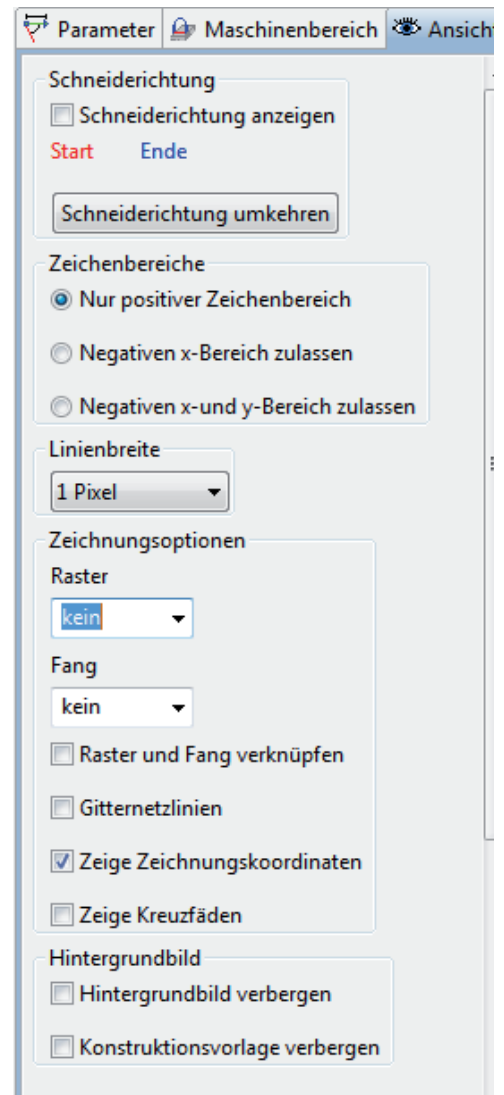 Parameter Maschinenbereich
Schneiderichtung
Schneiderichtung anzeigen
Start Ende
Schneiderichtung umkehren
Zeichenbereiche
Nur positiver Zeichenbereich
Negativen x-Bereich zulassen
Negativen x-und y-Bereich zulassen
Linienbreite
1 Pixel
Zeichnungsoptionen
Raster
kein
Fang
kein
Raster und Fang verknüpfen
Gitternetzlinien
Zeige Zeichnungskoordinaten
Zeige Kreuzfäden
Hintergrundbild
Hintergrundbild verbergen
Konstruktionsvorlage verbergen